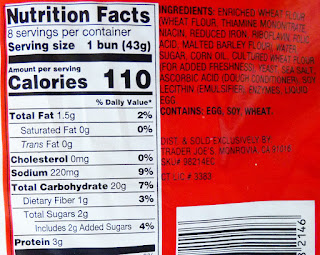 Nutrition Facts
8 servings per container
Serving size 1 bun (43g)
Amount per serving
Calories 110
% Daily Value*
Total Fat 1.5g 2%
Saturated Fat 0g 0%
Trans Fat 0g
Cholesterol 0mg 0%
Sodium 220mg 9%
Total Carbohydrate 20g 7%
Dietary Fiber 1g 3%
Total Sugars 2g
Includes 2g Added Sugars 4%
Protein 3g
INGREDIENTS: ENRICHED WHEAT FLOUR
(WHEAT FLOUR, THIAMINE MONONITRATE,
NIACIN, REDUCED IRON, RIBOFLAVIN, FOLIC
ACID, MALTED BARLEY FLOUR), WATER,
SUGAR, CORN OIL, CULTURED WHEAT FLOUR
(FOR ADDED FRESHNESS), YEAST, SEA SALT,
ASCORBIC ACID (DOUGH CONDITIONER), SOY
LECITHIN (EMULSIFIER), ENZYMES, LIQUID
EGG.
CONTAINS: EGG, SOY, WHEAT.
DIST. & SOLD EXCLUSIVELY BY:
TRADER JOE'S, MONROVIA, CA 91016
SKU# 98214EC
CT LIC # 3383
2146